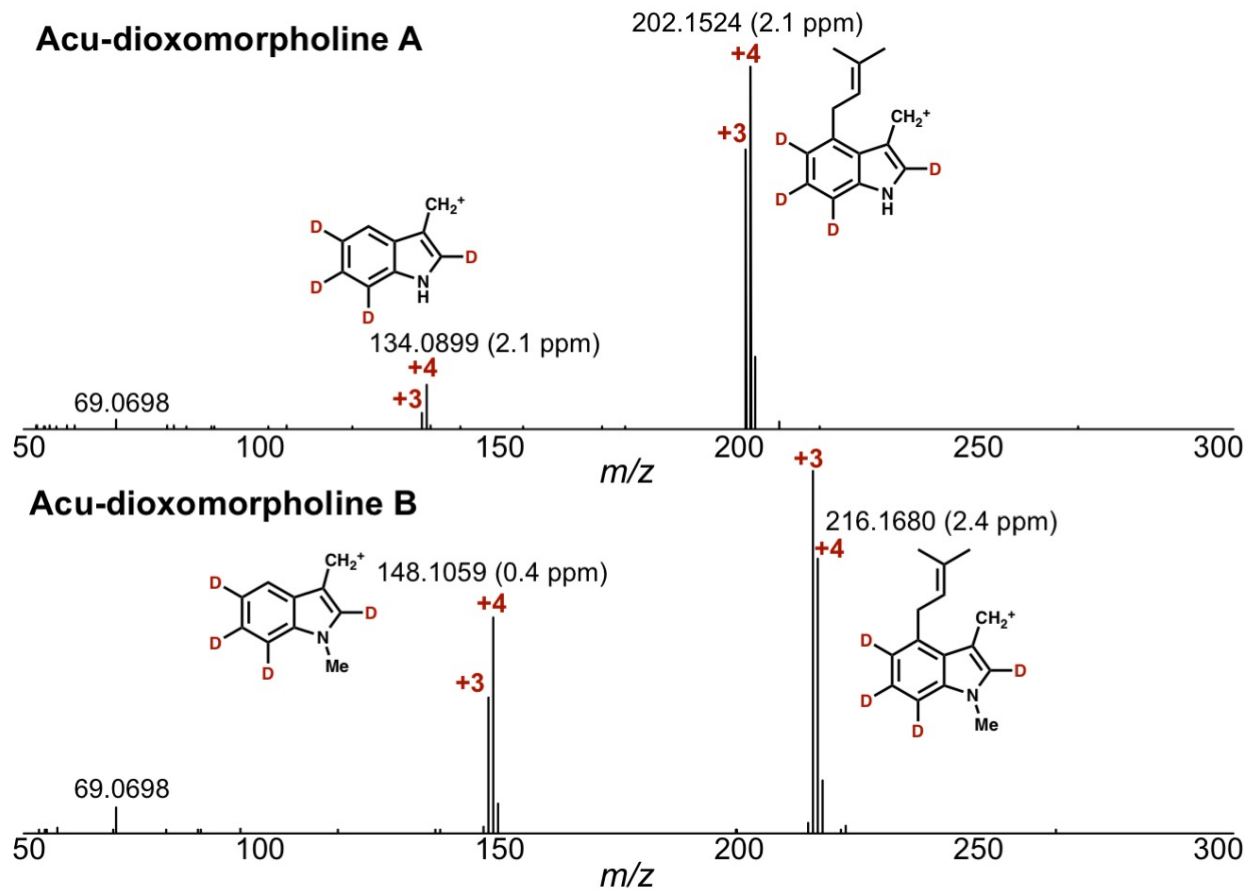 Acu-dioxomorpholine A
202.1524 (2.1 ppm)
+4
+3
CH2+
D
D
D
D
N
H
CH2+
D
D
D
D
N
H
134.0899 (2.1 ppm)
+4
+3
69.0698
50 100 150 200 250 300
m/z
Acu-dioxomorpholine B
+3
216.1680 (2.4 ppm)
+4
CH2+
D
D
D
D
N
Me
148.1059 (0.4 ppm)
+4
+3
CH2+
D
D
D
D
N
Me
69.0698
50 100 150 200 250 300
m/z